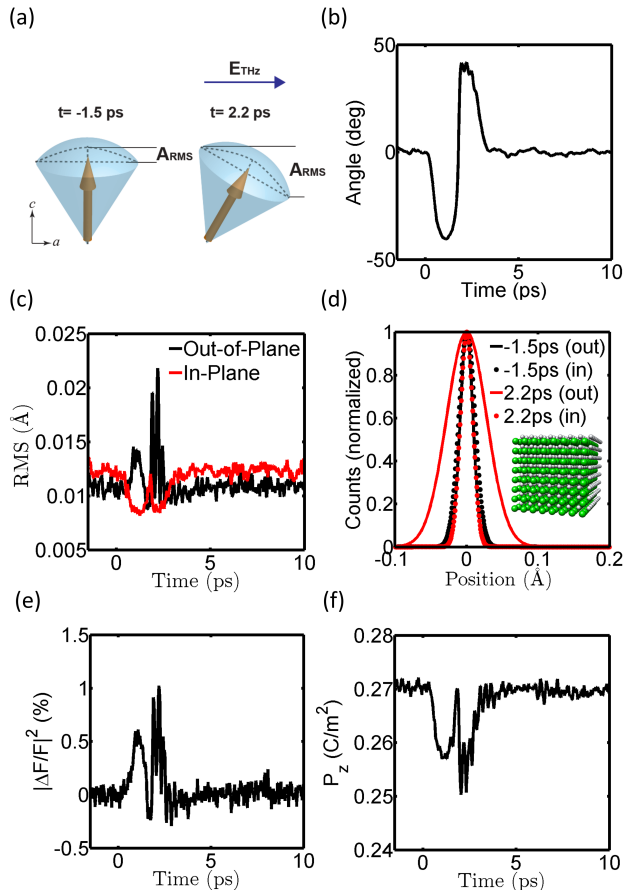 (a)
E_THz
t= -1.5 ps
t= 2.2 ps
A_RMS
A_RMS
c
a
(b)
50
0
-50
Angle (deg)
0
5
10
Time (ps)
(c)
0.025
0.02
0.015
0.01
0.005
RMS (Å)
Out-of-Plane
In-Plane
0
5
10
Time (ps)
(d)
1
0.8
0.6
0.4
0.2
0
Counts (normalized)
-1.5ps (out)
-1.5ps (in)
2.2ps (out)
2.2ps (in)
-0.1
0
0.1
0.2
Position (Å)
(e)
1.5
1
0.5
0
-0.5
|ΔF/F|² (%)
0
5
10
Time (ps)
(f)
0.28
0.27
0.26
0.25
0.24
P_z (C/m²)
0
5
10
Time (ps)